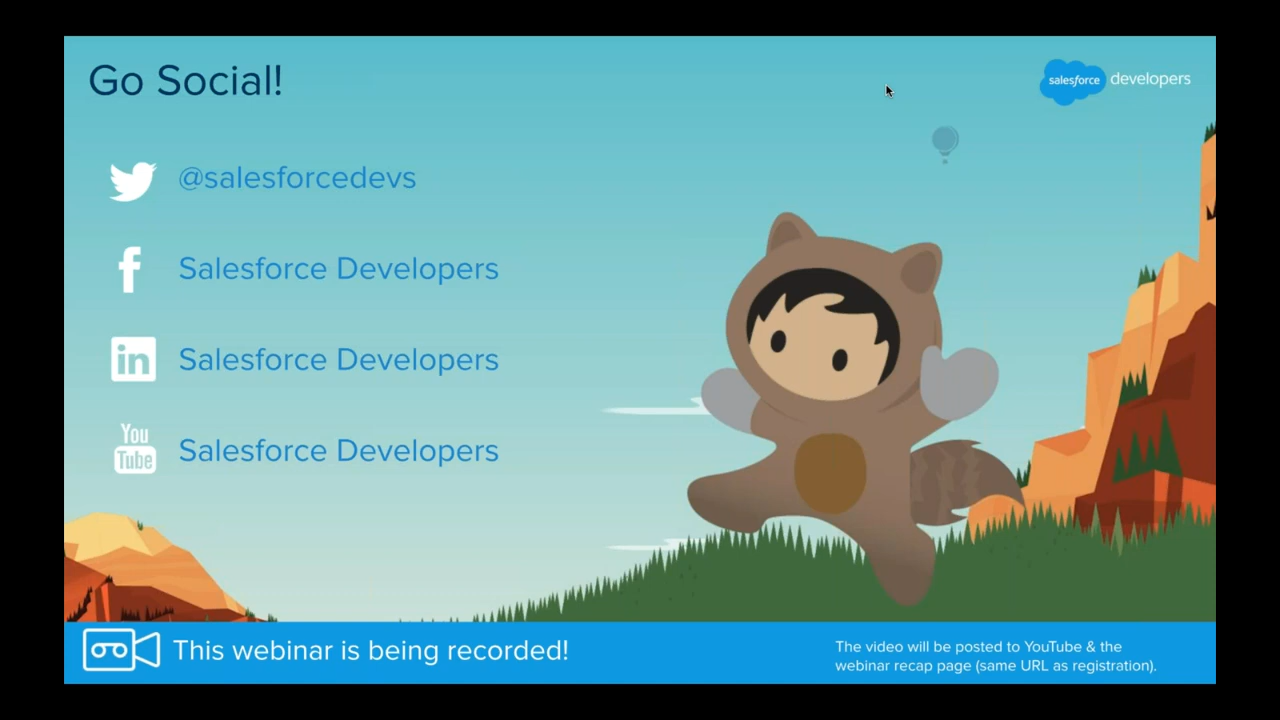 Go Social!
salesforce developers
@salesforcedevs
f Salesforce Developers
in Salesforce Developers
You
Tube
Salesforce Developers
This webinar is being recorded!
The video will be posted to YouTube & the
webinar recap page (same URL as registration).